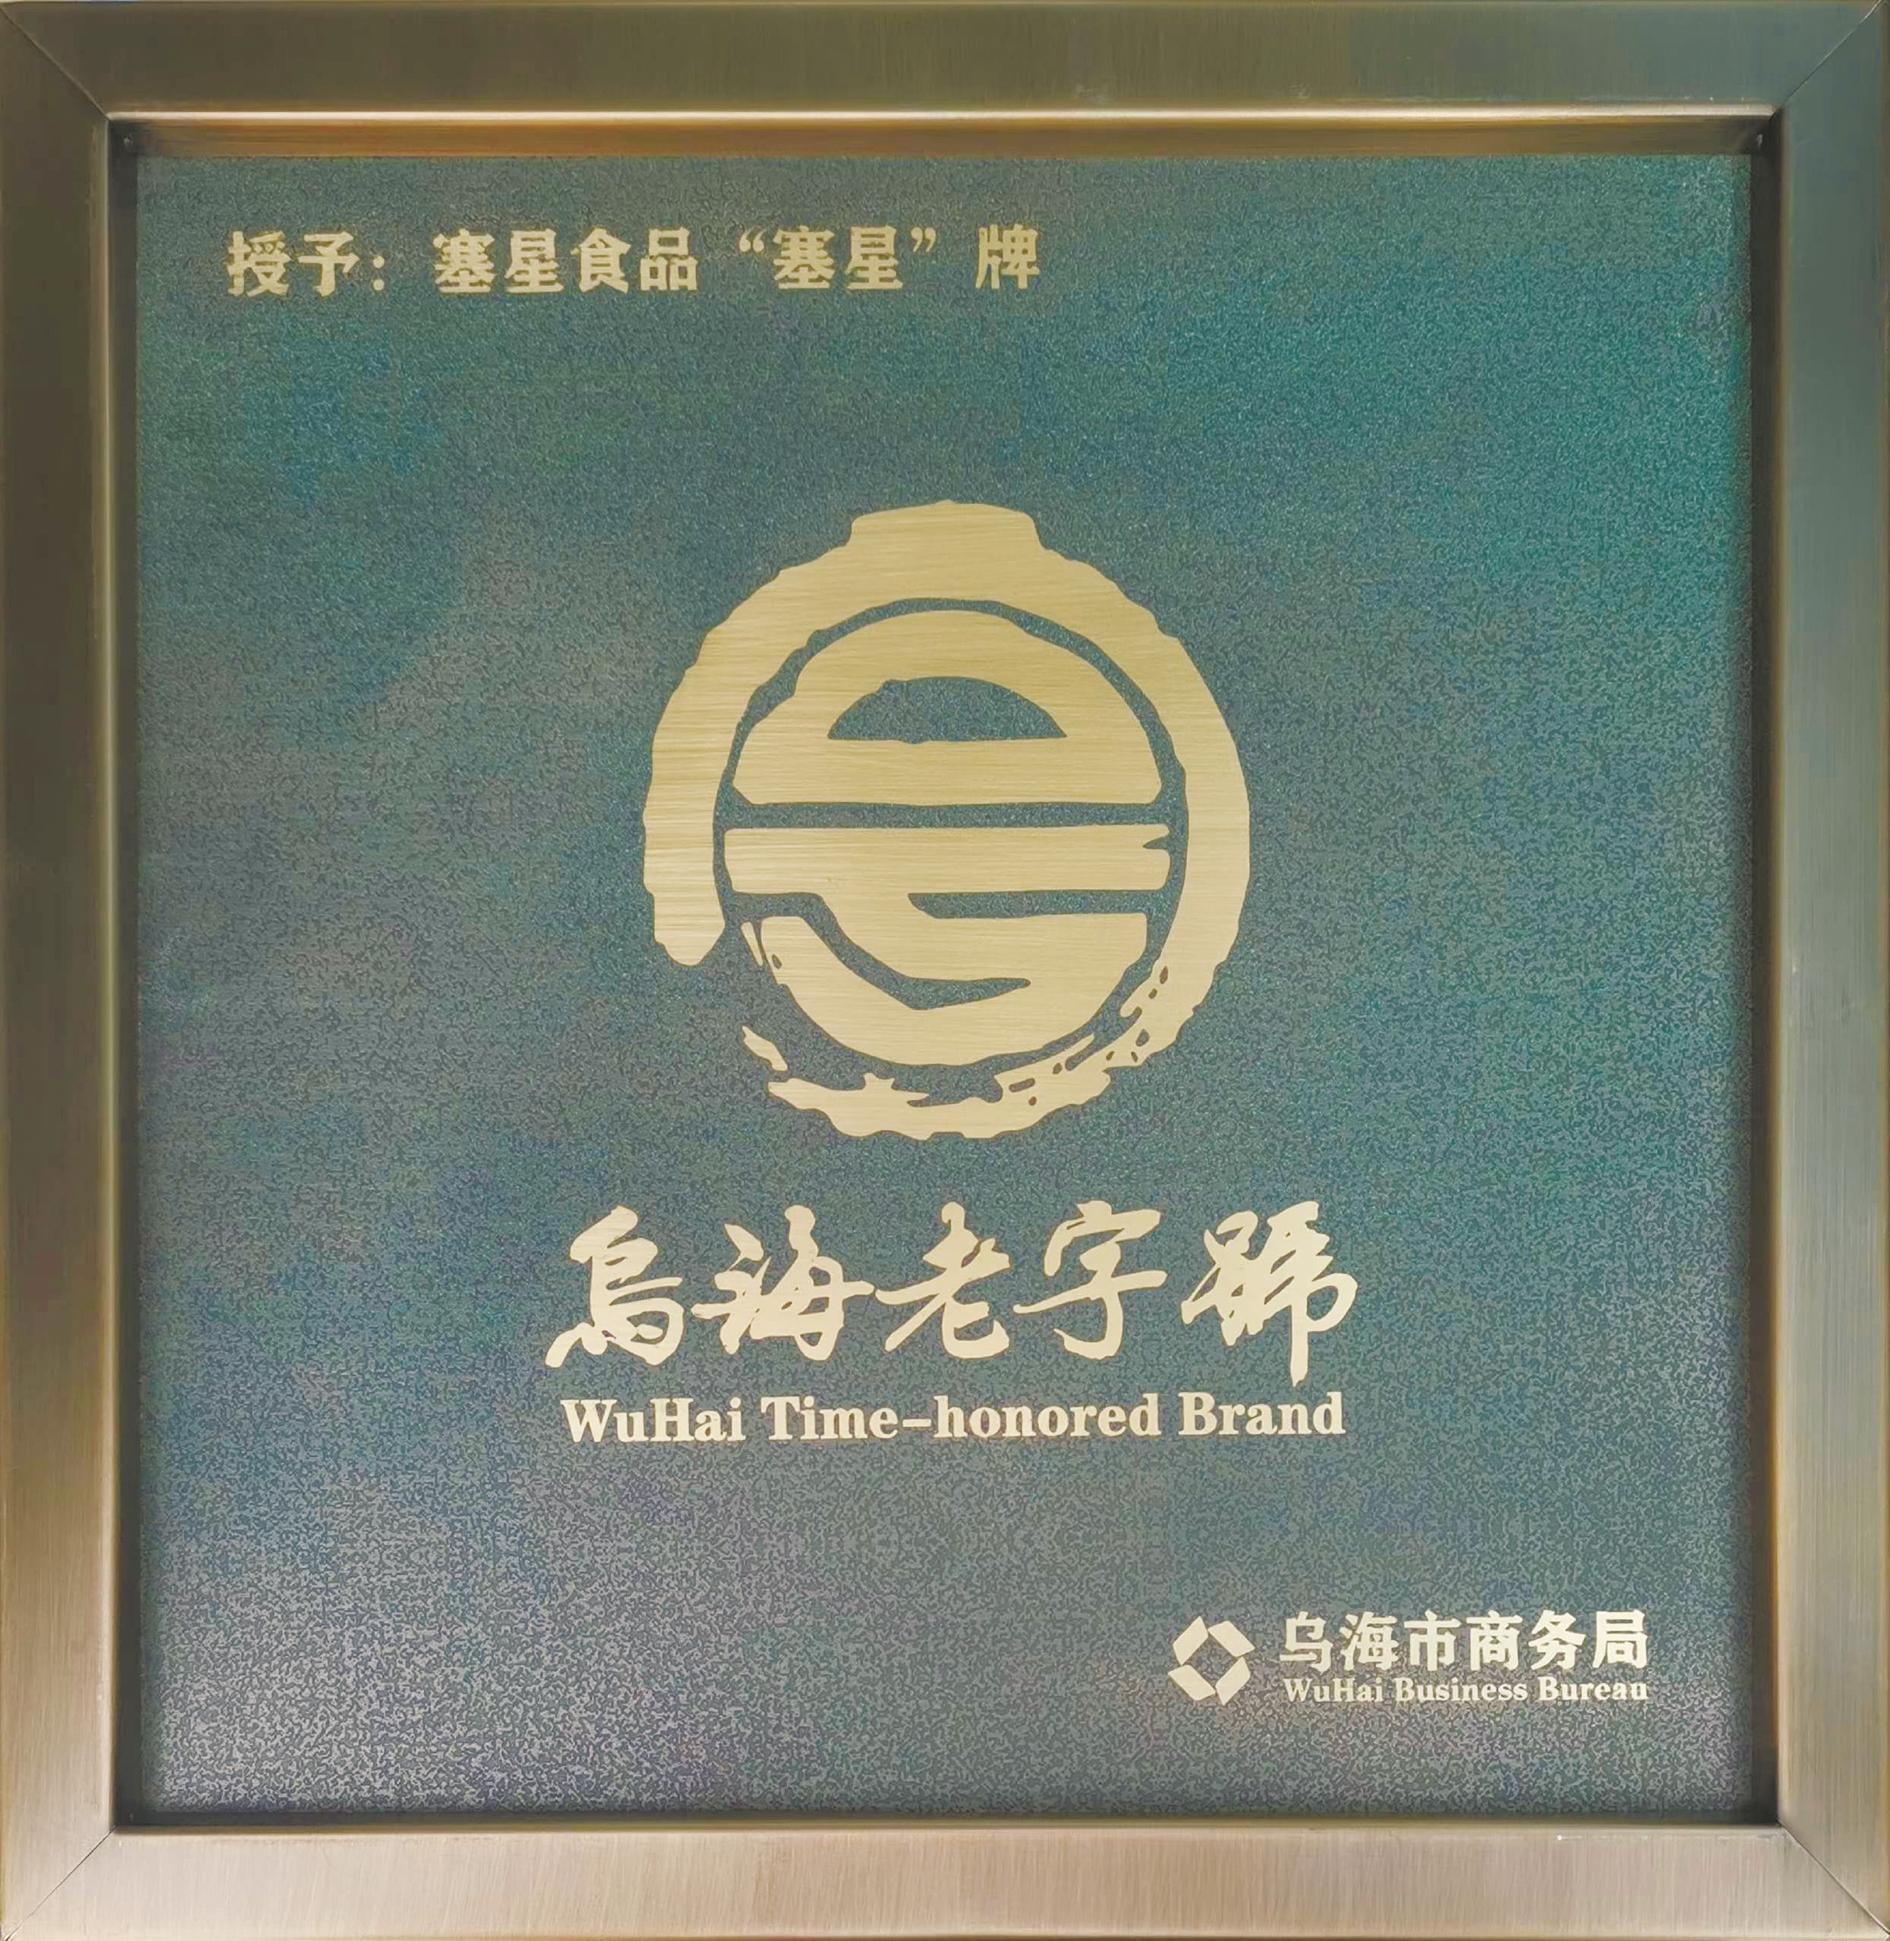 授予：塞星食品“塞星”牌
烏海老字號
WuHai Time-honored Brand
乌海市商务局
WuHai Business Bureau